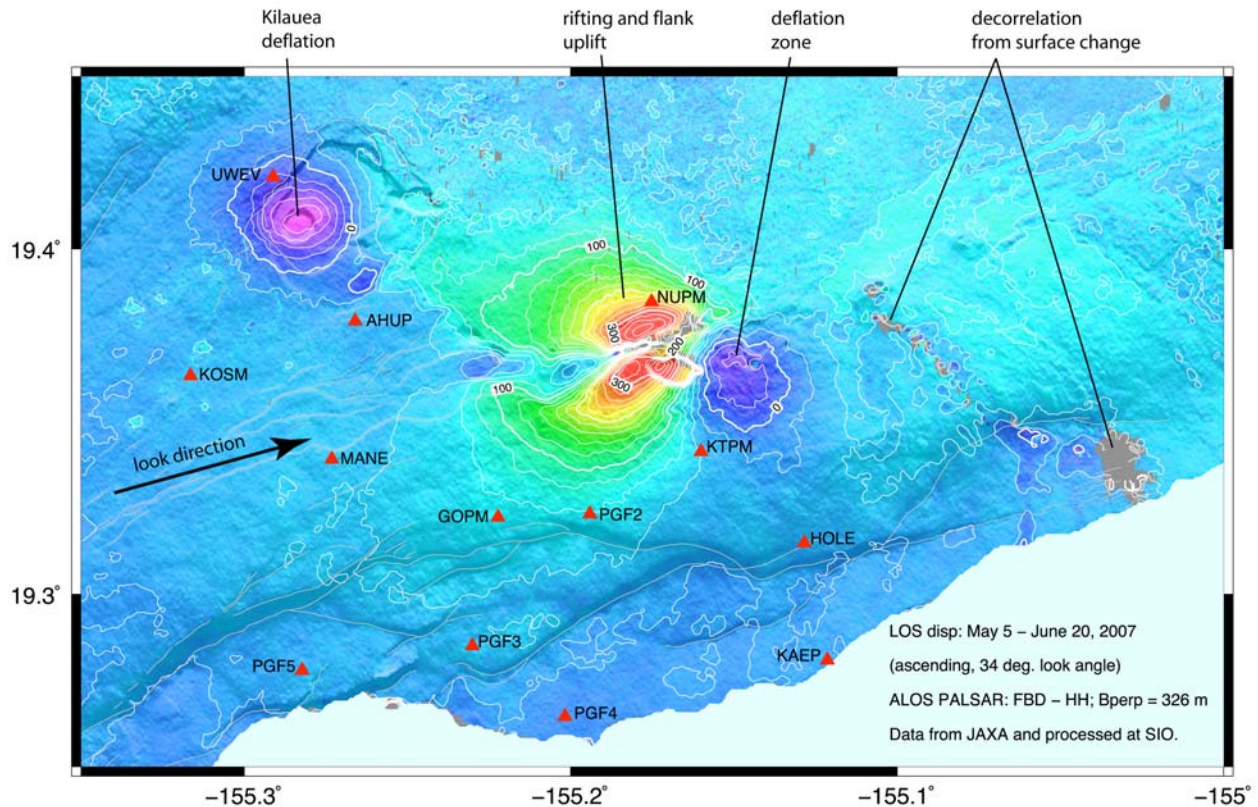 Kilauea
deflation
rifting and flank
uplift
deflation
zone
decorrelation
from surface change
UWEV
0
100
100
19.4°
NUPM
AHUP
300
200
KOSM
100
300
0
look direction
MANE
KTPM
GOPM
PGF2
HOLE
19.3°
LOS disp: May 5 – June 20, 2007
PGF3
(ascending, 34 deg. look angle)
PGF5
KAEP
ALOS PALSAR: FBD – HH; Bperp = 326 m
PGF4
Data from JAXA and processed at SIO.
−155.3°
−155.2°
−155.1°
−155°